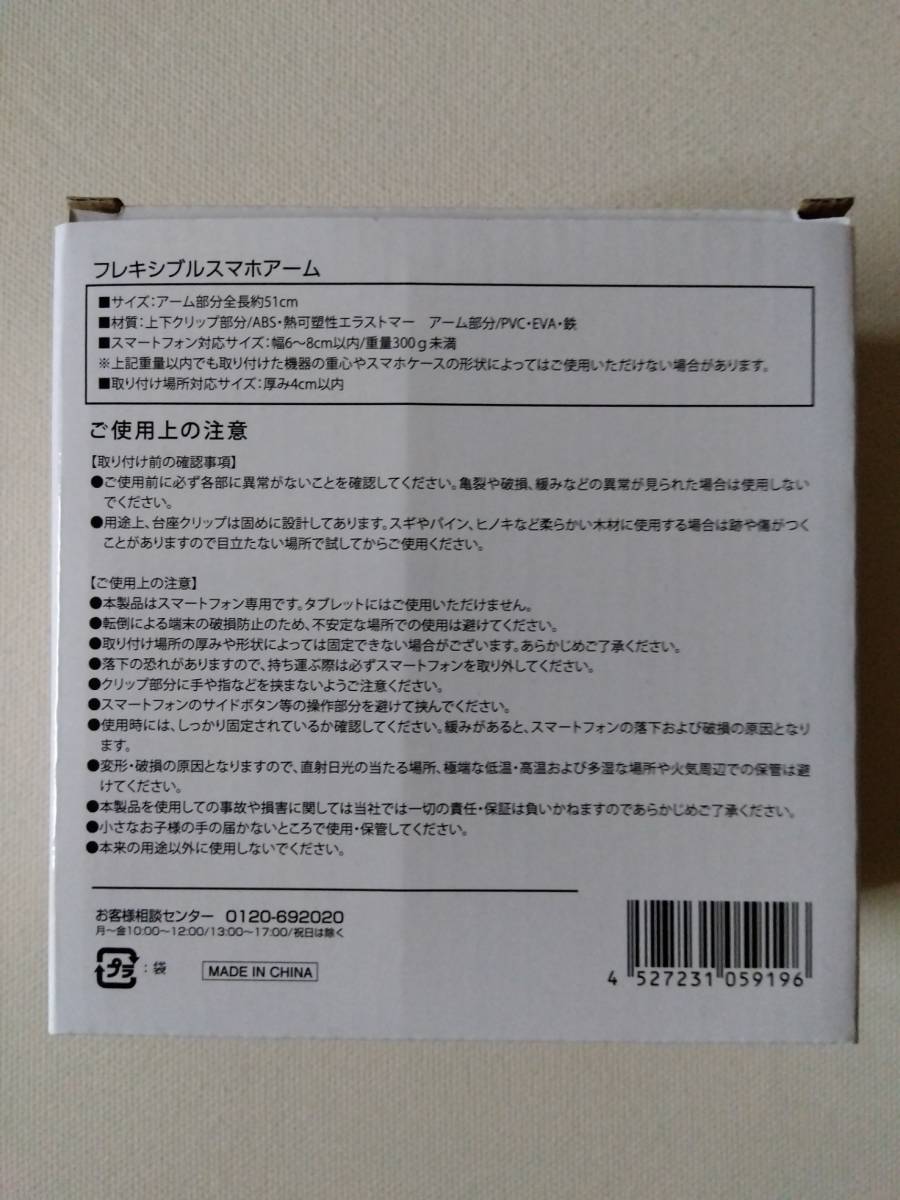 フレキシブルスマホアーム
■サイズ：アーム部分全長約51cm
■材質：上下クリップ部分/ABS・熱可塑性エラストマー　アーム部分/PVC・EVA・鉄
■スマートフォン対応サイズ：幅6～8cm以内/重量300ｇ未満
※上記重量以内でも取り付けた機器の重心やスマホケースの形状によってはご使用いただけない場合があります。
■取り付け場所対応サイズ：厚み4cm以内
ご使用上の注意
【取り付け前の確認事項】
●ご使用前に必ず各部に異常がないことを確認してください。亀裂や破損、緩みなどの異常が見られた場合は使用しない
でください。
●用途上、台座クリップは固めに設計してあります。スギやパイン、ヒノキなど柔らかい木材に使用する場合は跡や傷がつく
ことがありますので目立たない場所で試してからご使用ください。
【ご使用上の注意】
●本製品はスマートフォン専用です。タブレットにはご使用いただけません。
●転倒による端末の破損防止のため、不安定な場所での使用は避けてください。
●取り付け場所の厚みや形状によっては固定できない場合がございます。あらかじめご了承ください。
●落下の恐れがありますので、持ち運ぶ際は必ずスマートフォンを取り外してください。
●クリップ部分に手や指などを挟まないようご注意ください。
●スマートフォンのサイドボタン等の操作部分を避けて挟んでください。
●使用時には、しっかり固定されているか確認してください。緩みがあると、スマートフォンの落下および破損の原因となり
ます。
●変形・破損の原因となりますので、直射日光の当たる場所、極端な低温・高温および多湿な場所や火気周辺での保管は避
けてください。
●本製品を使用しての事故や損害に関しては当社では一切の責任・保証は負いかねますのであらかじめご了承ください。
●小さなお子様の手の届かないところで使用・保管してください。
●本来の用途以外に使用しないでください。
お客様相談センター 0120-692020
月～金10:00～12:00/13:00～17:00/祝日は除く
プラ：袋 MADE IN CHINA
4 527231 059196